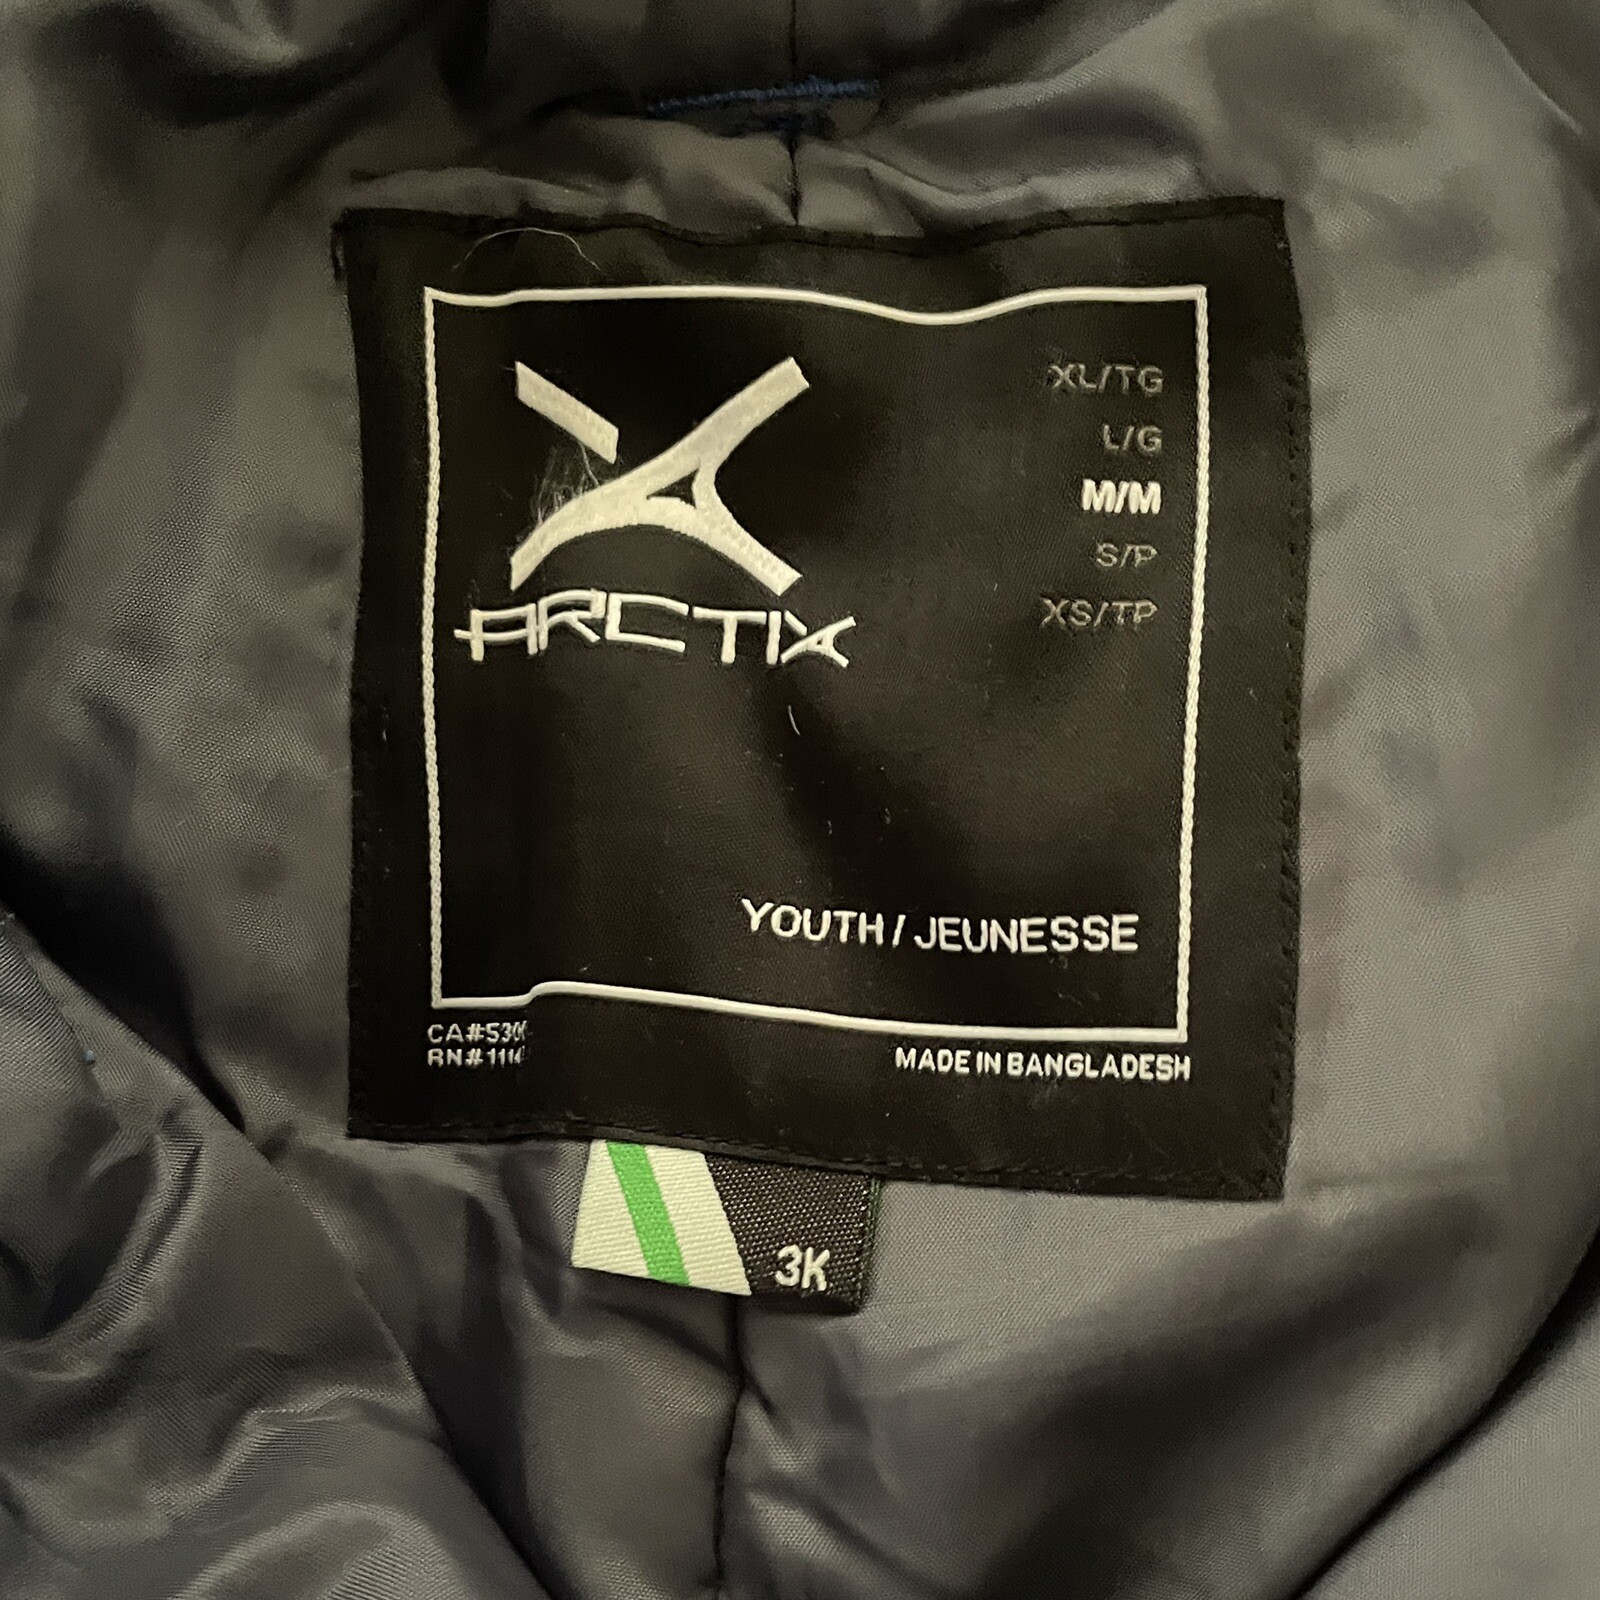 XL/TG
L/G
M/M
S/P
XS/TP
ARCTIX
YOUTH / JEUNESSE
MADE IN BANGLADESH
3K